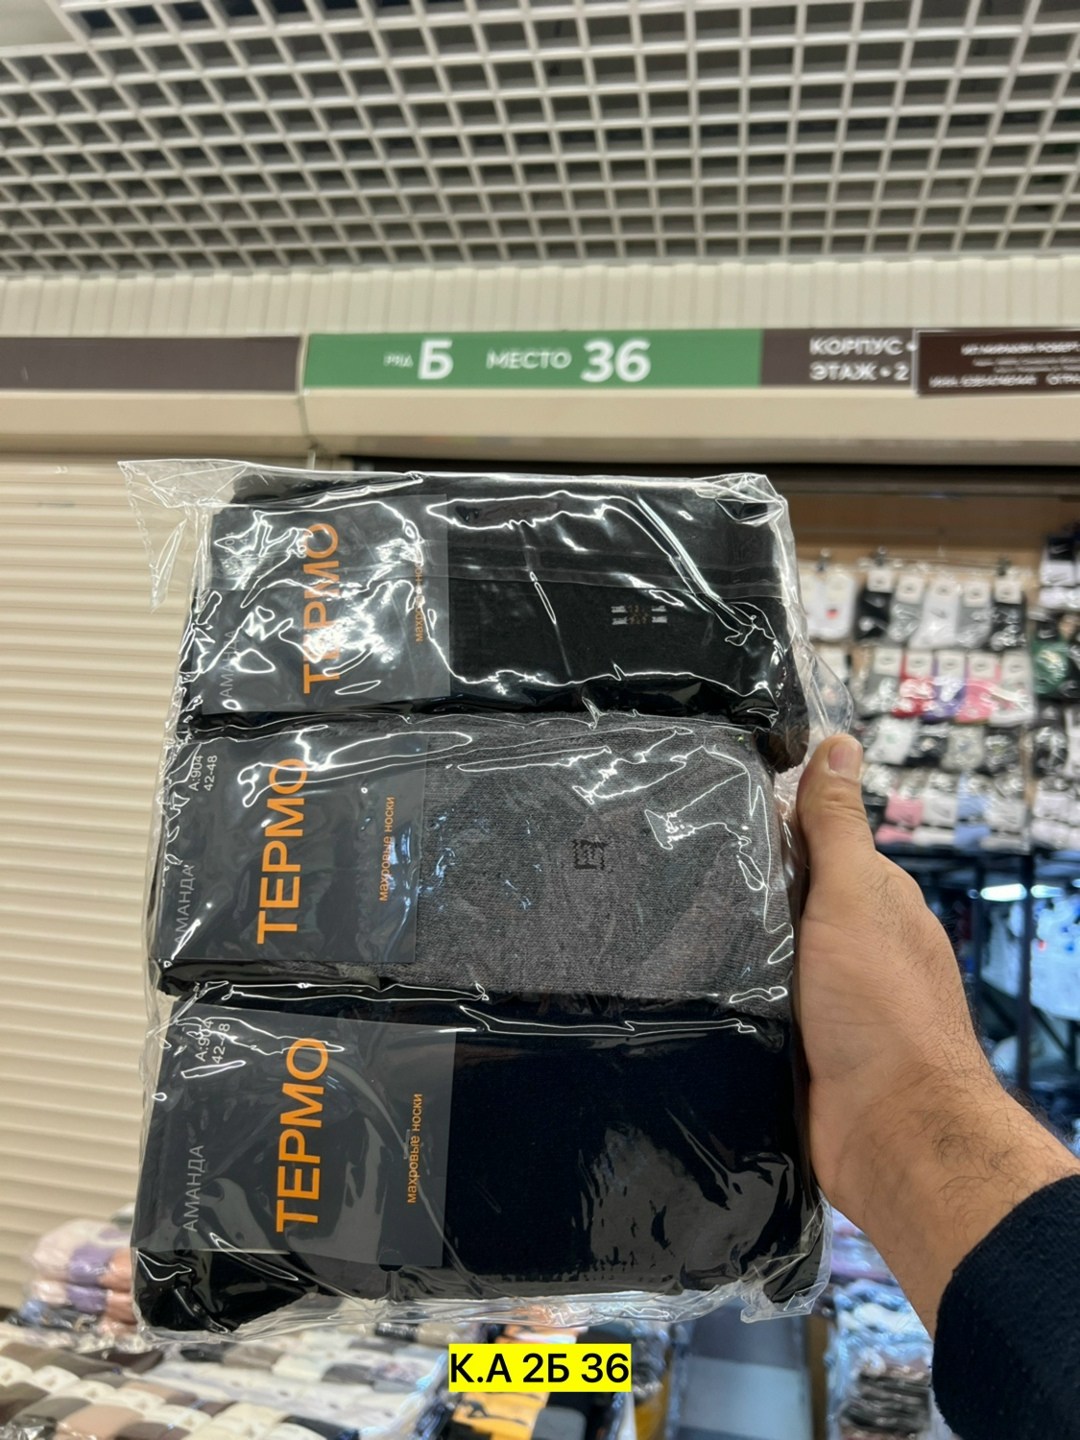 РЯД Б МЕСТО 36
КОРПУС •
ЭТАЖ • 2
АМАНДА
ТЕРМО
махровые носки
А:904
42-48
АМАНДА
ТЕРМО
махровые носки
А:904
42-48
АМАНДА
ТЕРМО
махровые носки
К.А 2Б 36